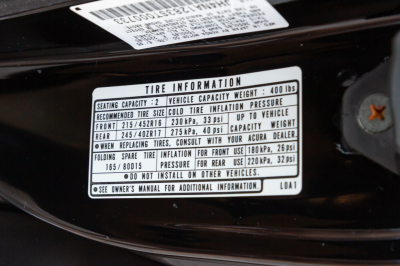 TIRE INFORMATION
SEATING CAPACITY : 2 VEHICLE CAPACITY WEIGHT : 400 lbs
RECOMMENDED TIRE SIZE COLD TIRE INFLATION PRESSURE
FRONT 215/45ZR16 230 kPa, 33 psi UP TO VEHICLE
REAR 245/40ZR17 275 kPa, 40 psi CAPACITY WEIGHT
● WHEN REPLACING TIRES, CONSULT WITH YOUR ACURA DEALER.
FOLDING SPARE TIRE INFLATION FOR FRONT USE 180 kPa, 26 psi
165/80D15 PRESSURE FOR REAR USE 220 kPa, 32 psi
● DO NOT INSTALL ON OTHER VEHICLES.
● SEE OWNER'S MANUAL FOR ADDITIONAL INFORMATION. L0A1